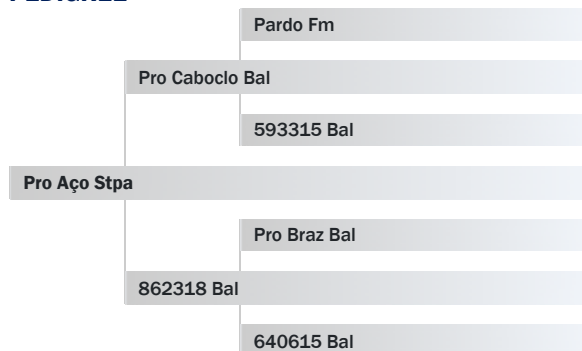 Pardo Fm
Pro Caboclo Bal
593315 Bal
Pro Aço Stpa
Pro Braz Bal
862318 Bal
640615 Bal